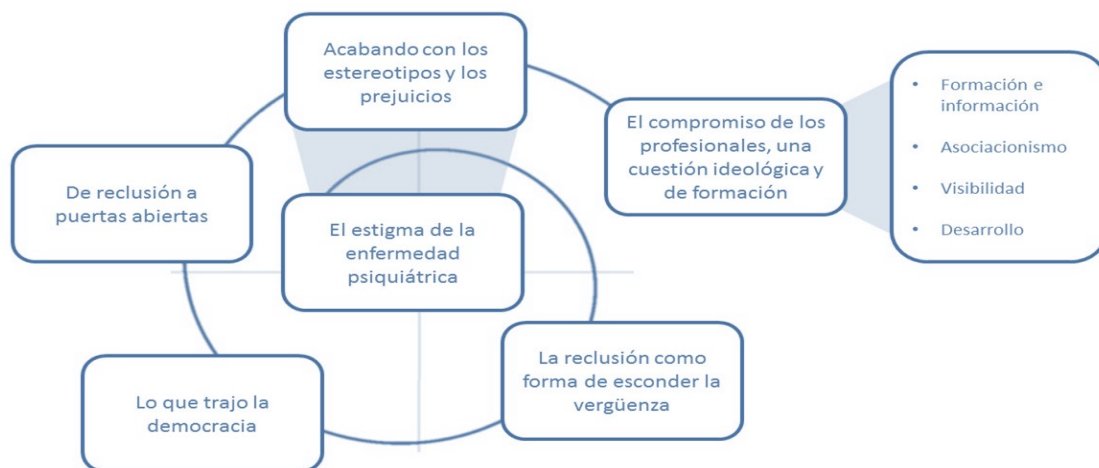 Acabando con los
estereotipos y los
prejuicios
El compromiso de los
profesionales, una
cuestión ideológica y
de formación
• Formación e
información
• Asociacionismo
• Visibilidad
• Desarrollo
De reclusión a
puertas abiertas
El estigma de la
enfermedad
psiquiátrica
Lo que trajo la
democracia
La reclusión como
forma de esconder la
vergüenza